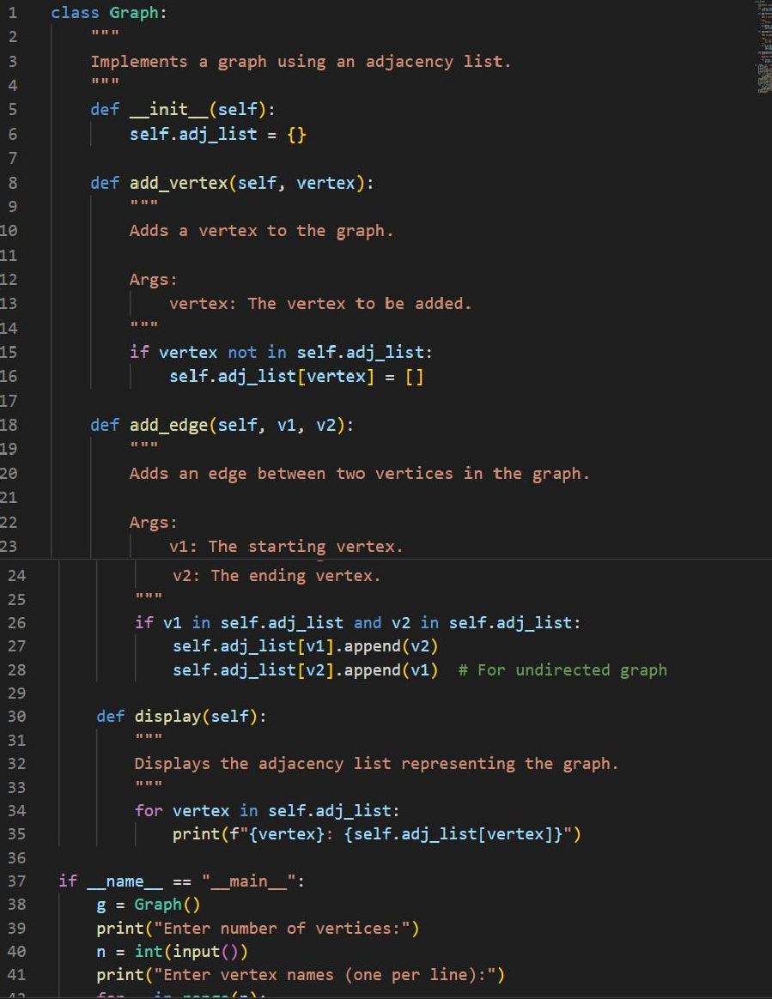 1 class Graph:
2 """
3 Implements a graph using an adjacency list.
4 """
5 def __init__(self):
6 self.adj_list = {}
7
8 def add_vertex(self, vertex):
9 """
10 Adds a vertex to the graph.
11
12 Args:
13 vertex: The vertex to be added.
14 """
15 if vertex not in self.adj_list:
16 self.adj_list[vertex] = []
17
18 def add_edge(self, v1, v2):
19 """
20 Adds an edge between two vertices in the graph.
21
22 Args:
23 v1: The starting vertex.
24 v2: The ending vertex.
25 """
26 if v1 in self.adj_list and v2 in self.adj_list:
27 self.adj_list[v1].append(v2)
28 self.adj_list[v2].append(v1) # For undirected graph
29
30 def display(self):
31 """
32 Displays the adjacency list representing the graph.
33 """
34 for vertex in self.adj_list:
35 print(f"{vertex}: {self.adj_list[vertex]}")
36
37 if __name__ == "__main__":
38 g = Graph()
39 print("Enter number of vertices:")
40 n = int(input())
41 print("Enter vertex names (one per line):")